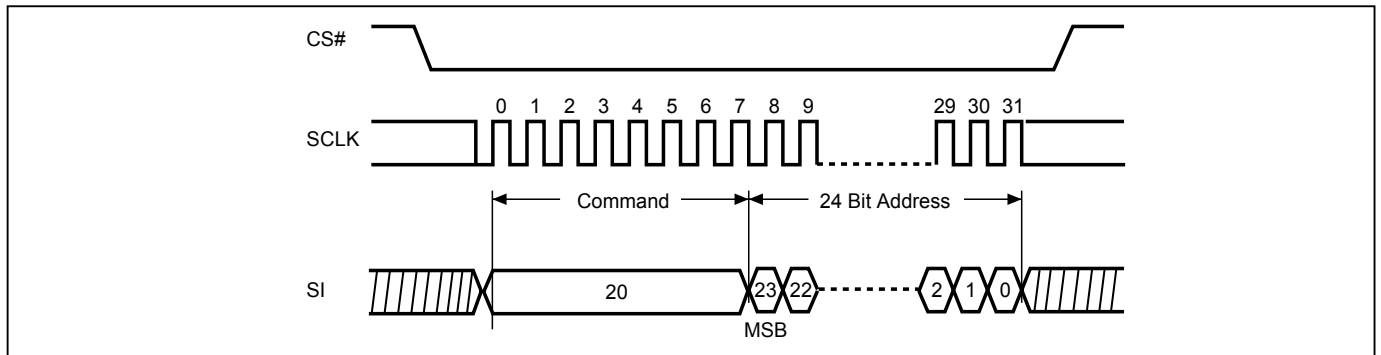 CS#
0 1 2 3 4 5 6 7 8 9 29 30 31
SCLK
Command 24 Bit Address
SI 20 23 22 2 1 0
MSB